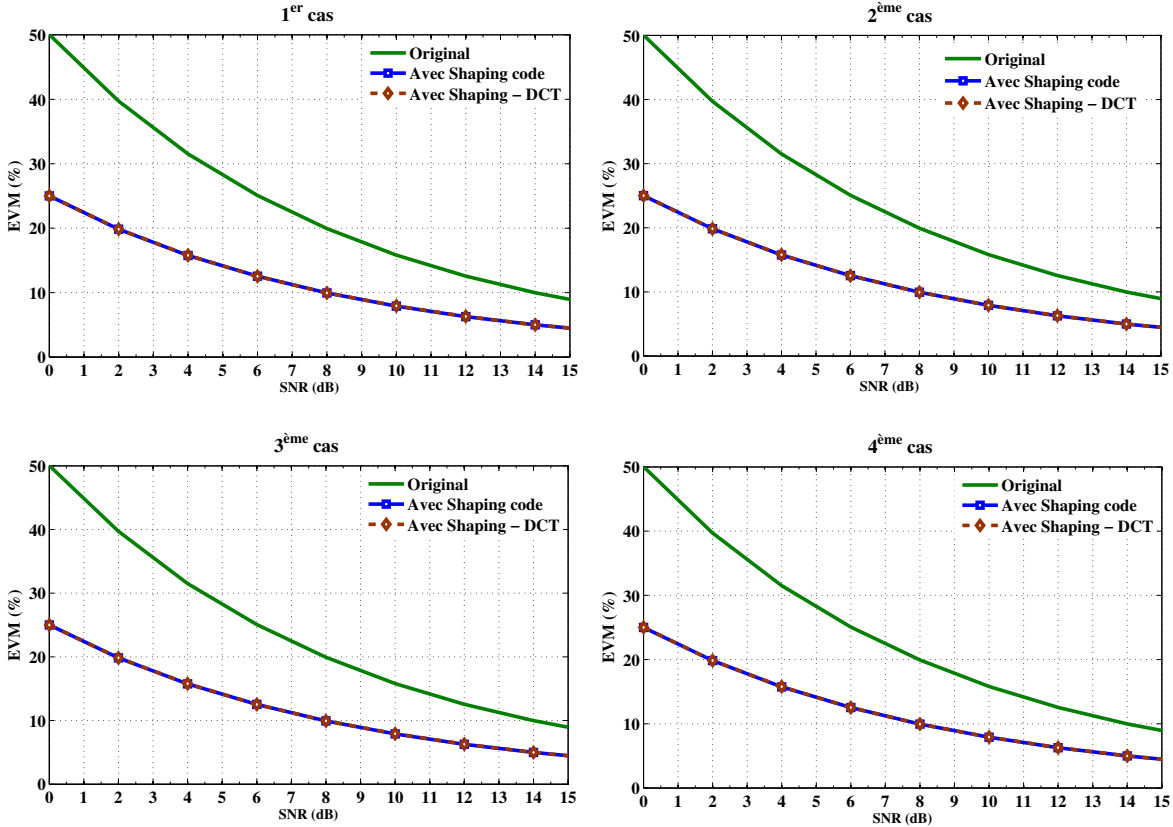 1er cas
50
40
30
20
10
0
EVM (%)
Original
Avec Shaping code
Avec Shaping – DCT
0 1 2 3 4 5 6 7 8 9 10 11 12 13 14 15
SNR (dB)
2ème cas
50
40
30
20
10
0
EVM (%)
Original
Avec Shaping code
Avec Shaping – DCT
0 1 2 3 4 5 6 7 8 9 10 11 12 13 14 15
SNR (dB)
3ème cas
50
40
30
20
10
0
EVM (%)
Original
Avec Shaping code
Avec Shaping – DCT
0 1 2 3 4 5 6 7 8 9 10 11 12 13 14 15
SNR (dB)
4ème cas
50
40
30
20
10
0
EVM (%)
Original
Avec Shaping code
Avec Shaping – DCT
0 1 2 3 4 5 6 7 8 9 10 11 12 13 14 15
SNR (dB)